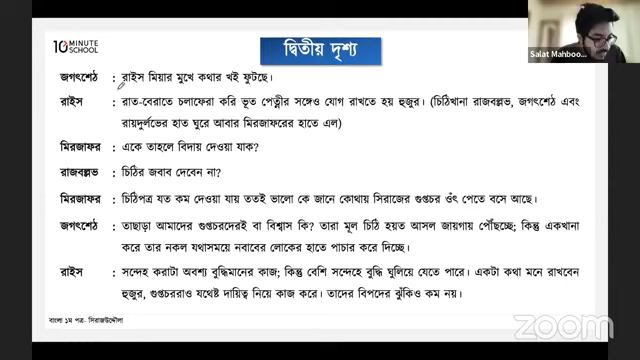 10 MINUTE SCHOOL
দ্বিতীয় দৃশ্য
Salat Mahboo...
জগৎশেঠ : রাইস মিয়ার মুখে কথার খই ফুটছে।
রাইস : রাত-বেরাতে চলাফেরা করি ভূত পেত্নীর সঙ্গেও যোগ রাখতে হয় হুজুর। (চিঠিখানা রাজবল্লভ, জগৎশেঠ এবং
রায়দুর্লভের হাত ঘুরে আবার মিরজাফরের হাতে এল)
মিরজাফর : একে তাহলে বিদায় দেওয়া যাক?
রাজবল্লভ : চিঠির জবাব দেবেন না?
মিরজাফর : চিঠিপত্র যত কম দেওয়া যায় ততই ভালো কে জানে কোথায় সিরাজের গুপ্তচর ওঁৎ পেতে বসে আছে।
জগৎশেঠ : তাছাড়া আমাদের গুপ্তচরদেরই বা বিশ্বাস কি? তারা মূল চিঠি হয়ত আসল জায়গায় পৌঁছচ্ছে; কিন্তু একখানা
করে তার নকল যথাসময়ে নবাবের লোকের হাতে পাচার করে দিচ্ছে।
রাইস : সন্দেহ করাটা অবশ্য বুদ্ধিমানের কাজ; কিন্তু বেশি সন্দেহে বুদ্ধি ঘুলিয়ে যেতে পারে। একটা কথা মনে রাখবেন
হুজুর, গুপ্তচররাও যথেষ্ট দায়িত্ব নিয়ে কাজ করে। তাদের বিপদের ঝুঁকিও কম নয়।
বাংলা ১ম পত্র- সিরাজউদ্দৌলা
zoom